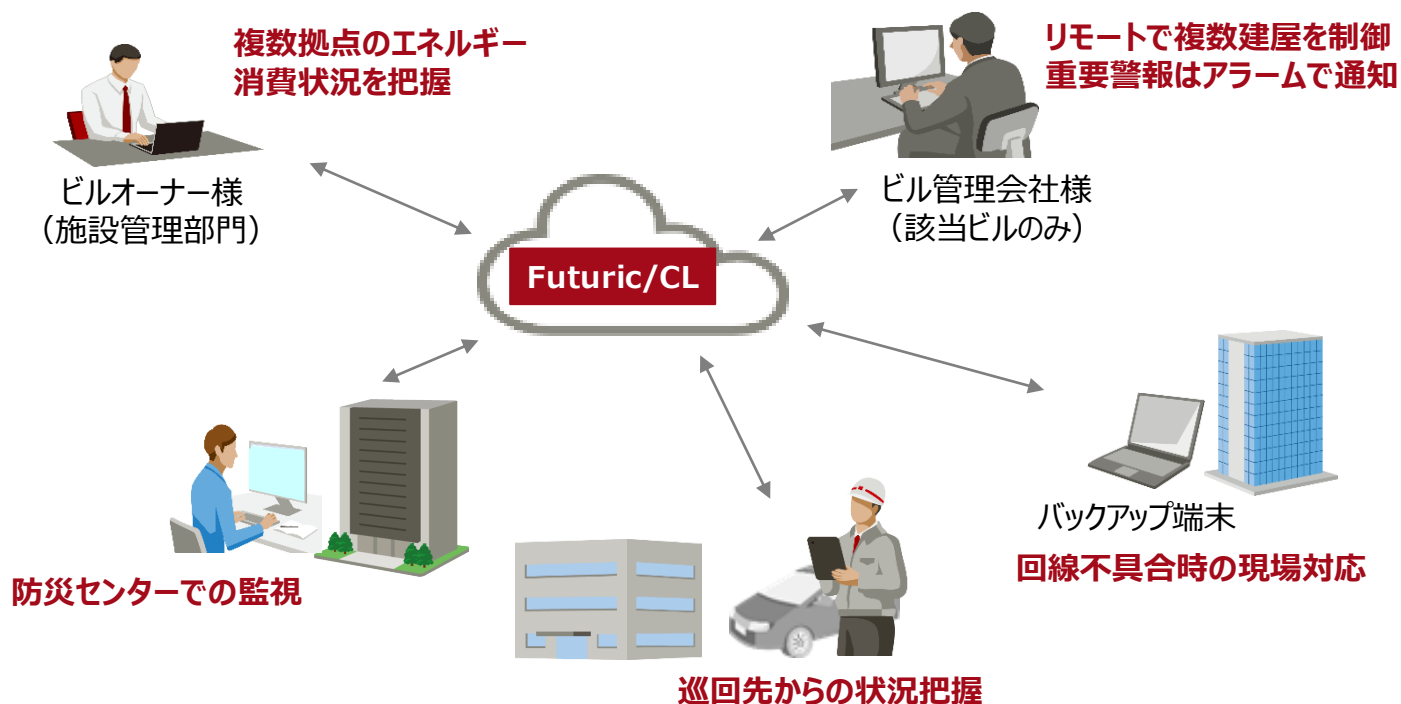 複数拠点のエネルギー
消費状況を把握
ビルオーナー様
（施設管理部門）
リモートで複数建屋を制御
重要警報はアラームで通知
ビル管理会社様
（該当ビルのみ）
Futuric/CL
防災センターでの監視
巡回先からの状況把握
バックアップ端末
回線不具合時の現場対応